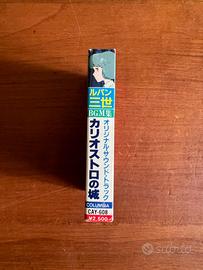 ルパン
三世
BGM集
オリジナル・サウンド・トラック
カリオストロの城
COLUMBIA
CAY-608
¥2,500
subito.it